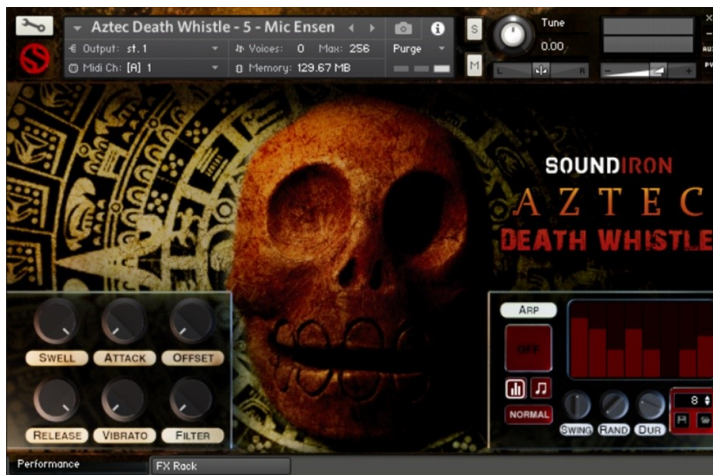 Aztec Death Whistle - 5 - Mic Ensen
Output: st.1
Voices: 0 Max: 256
Purge
Midi Ch: [A] 1
Memory: 129.67 MB
S
M
Tune
0.00
L R
- +
AUX
PV
SOUNDIRON
AZTEC
DEATH WHISTLE
SWELL ATTACK OFFSET
RELEASE VIBRATO FILTER
ARP
OFF
NORMAL
SWING RAND DUR
8
Performance
FX Rack